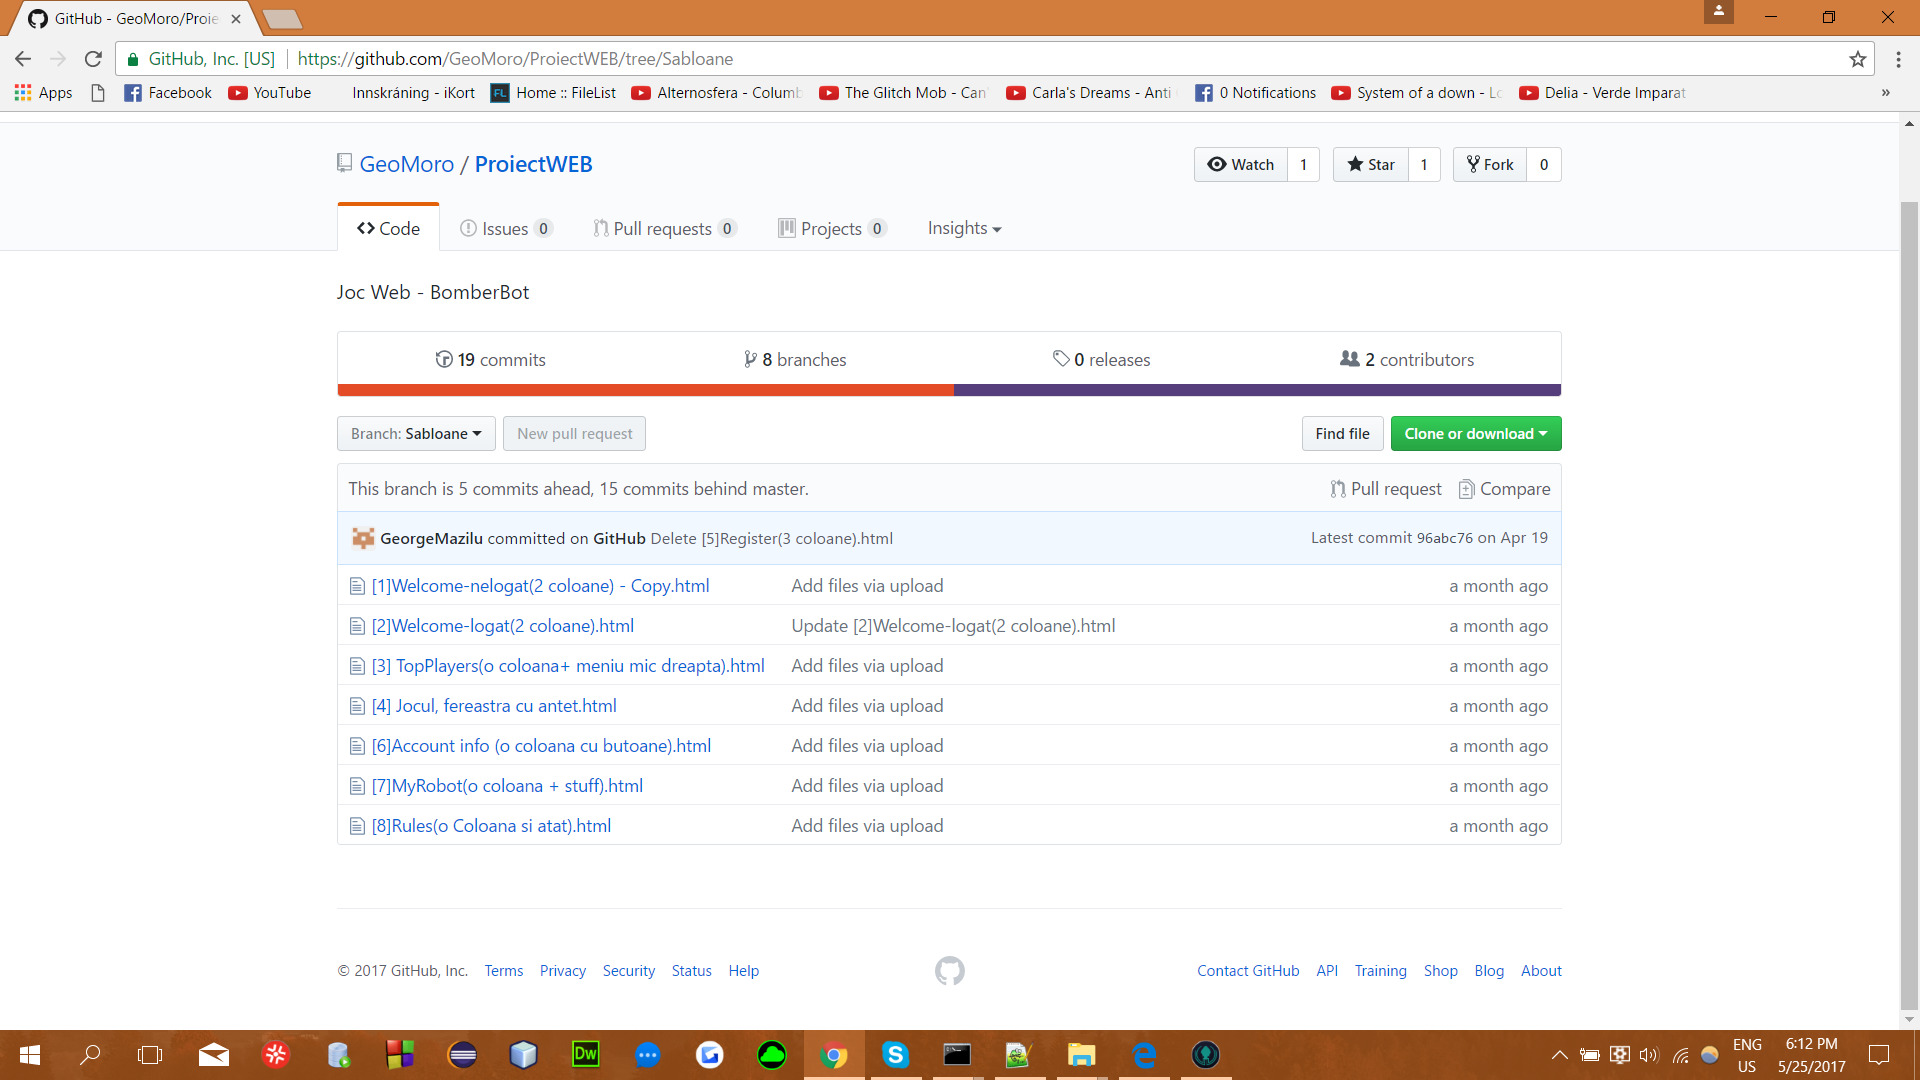 GitHub - GeoMoro/Proie
GitHub, Inc. [US] https://github.com/GeoMoro/ProiectWEB/tree/Sabloane
Apps Facebook YouTube Innskráning - iKort FL Home :: FileList Alternosfera - Columb The Glitch Mob - Can' Carla's Dreams - Anti 0 Notifications System of a down - Lo Delia - Verde Imparat »
GeoMoro / ProiectWEB
Watch 1 Star 1 Fork 0
Code Issues 0 Pull requests 0 Projects 0 Insights
Joc Web - BomberBot
19 commits 8 branches 0 releases 2 contributors
Branch: Sabloane New pull request Find file Clone or download
This branch is 5 commits ahead, 15 commits behind master. Pull request Compare
GeorgeMazilu committed on GitHub Delete [5]Register(3 coloane).html Latest commit 96abc76 on Apr 19
[1]Welcome-nelogat(2 coloane) - Copy.html Add files via upload a month ago
[2]Welcome-logat(2 coloane).html Update [2]Welcome-logat(2 coloane).html a month ago
[3] TopPlayers(o coloana+ meniu mic dreapta).html Add files via upload a month ago
[4] Jocul, fereastra cu antet.html Add files via upload a month ago
[6]Account info (o coloana cu butoane).html Add files via upload a month ago
[7]MyRobot(o coloana + stuff).html Add files via upload a month ago
[8]Rules(o Coloana si atat).html Add files via upload a month ago
© 2017 GitHub, Inc. Terms Privacy Security Status Help Contact GitHub API Training Shop Blog About
Dw
ENG 6:12 PM
US 5/25/2017